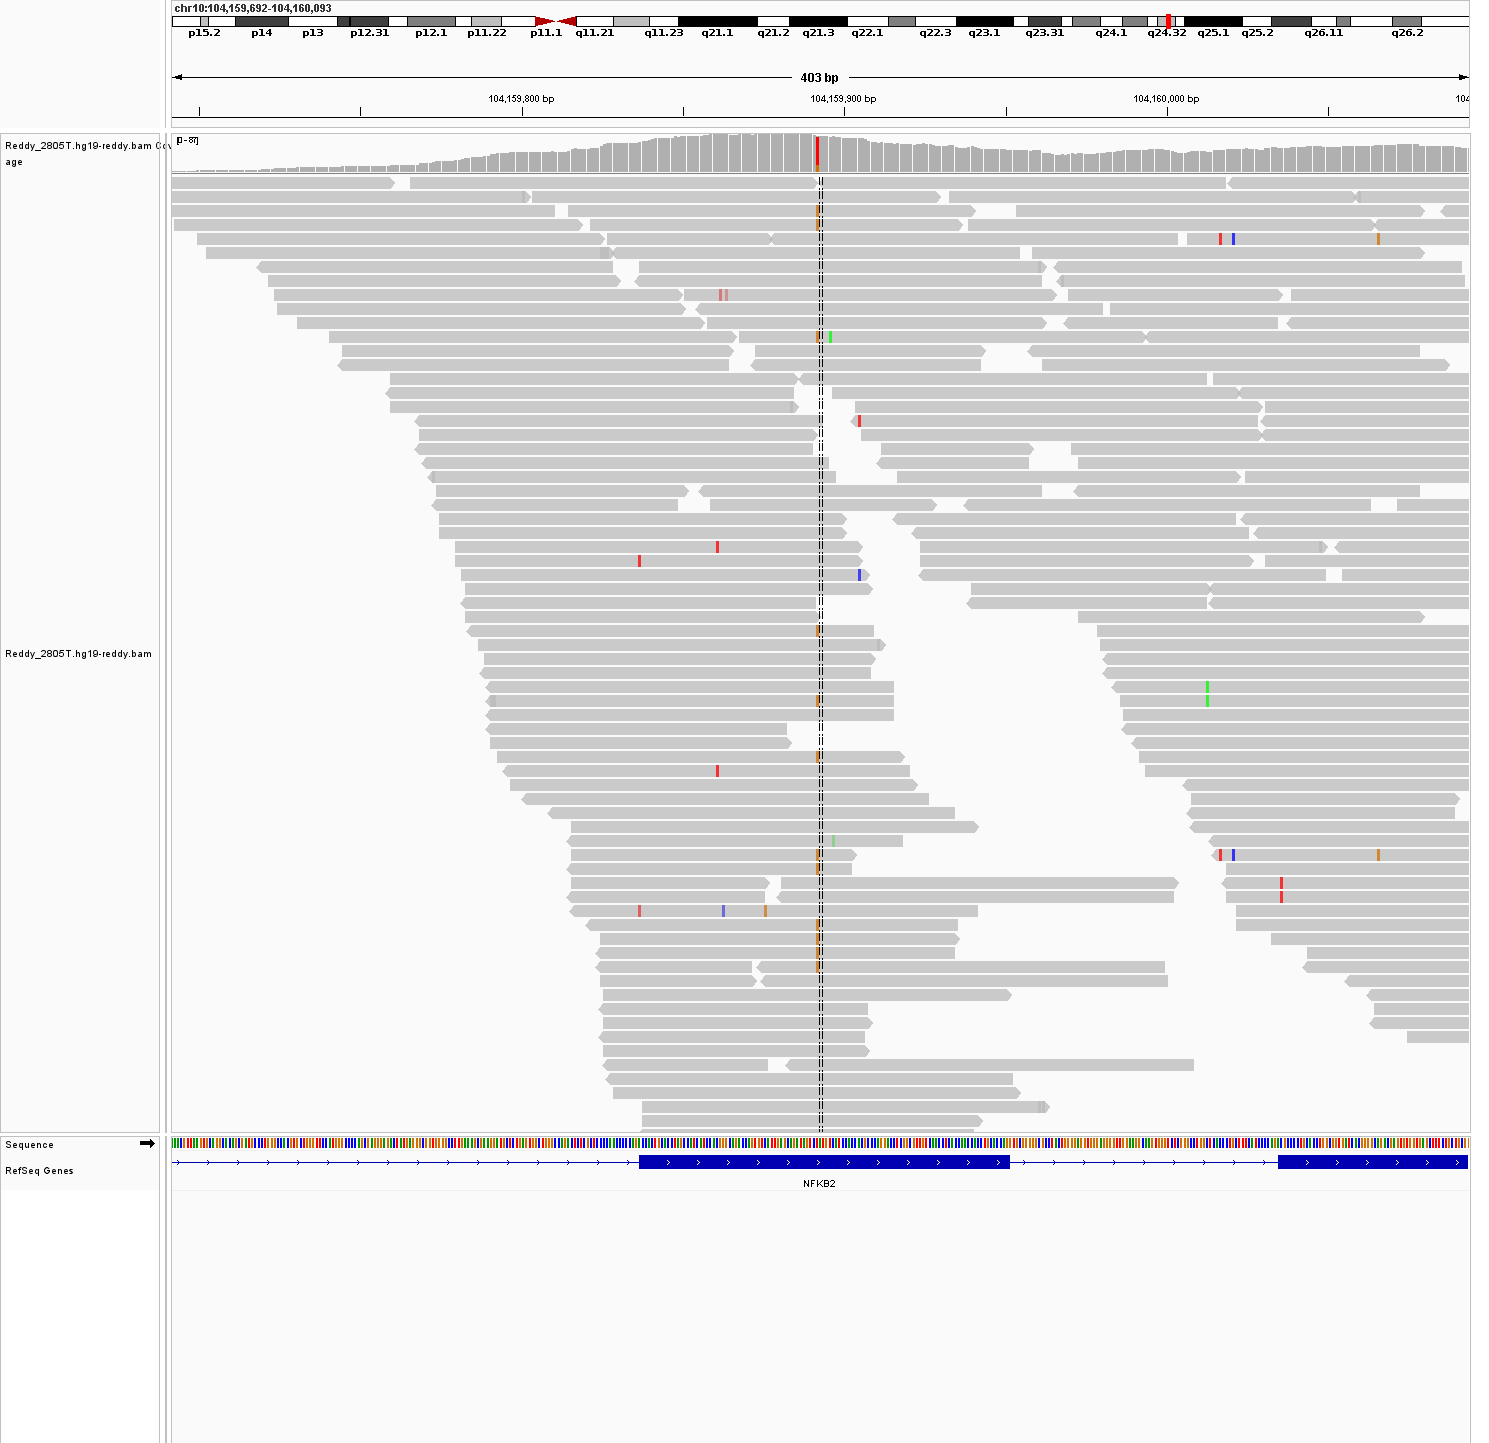 chr10:104,159,692-104,160,093
p15.2 p14 p13 p12.31 p12.1 p11.22 p11.1 q11.21 q11.23 q21.1 q21.2 q21.3 q22.1 q22.3 q23.1 q23.31 q24.1 q24.32 q25.1 q25.2 q26.11 q26.2
403 bp
104,159,800 bp 104,159,900 bp 104,160,000 bp 104
Reddy_2805T.hg19-reddy.bam Cov
age
[0 - 87]
Reddy_2805T.hg19-reddy.bam
Sequence
RefSeq Genes
NFKB2